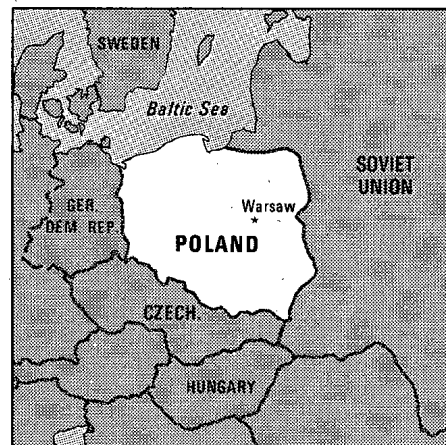 SWEDEN
Baltic Sea
SOVIET
UNION
GER.
DEM. REP.
Warsaw
POLAND
CZECH.
HUNGARY